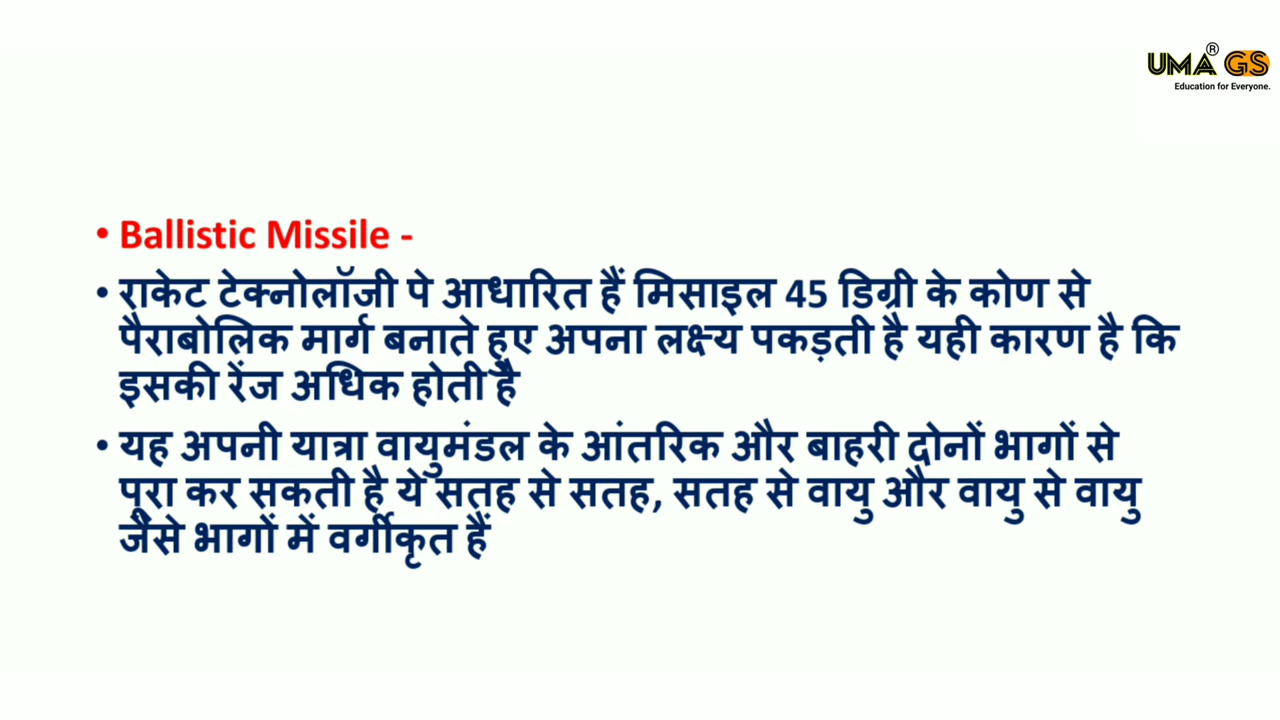 UMA® GS
Education for Everyone.
• Ballistic Missile -
• राकेट टेक्नोलॉजी पे आधारित हैं मिसाइल 45 डिग्री के कोण से
पैराबोलिक मार्ग बनाते हुए अपना लक्ष्य पकड़ती है यही कारण है कि
इसकी रेंज अधिक होती है
• यह अपनी यात्रा वायुमंडल के आंतरिक और बाहरी दोनों भागों से
पूरा कर सकती है ये सतह से सतह, सतह से वायु और वायु से वायु
जैसे भागों में वर्गीकृत हैं